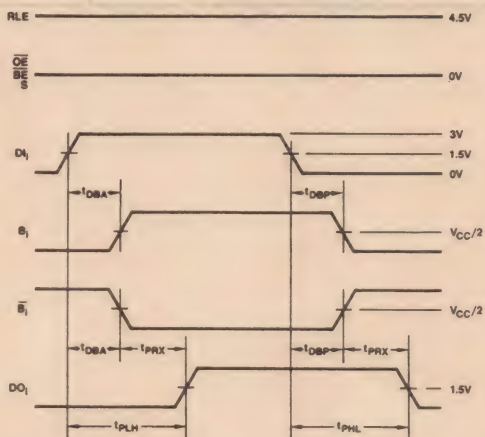 RLE 4.5V
OE
BE 0V
S
3V
DIi 1.5V
0V
tDBA tDBP
Bi VCC/2
Bi VCC/2
tDBA tPRX tDBP tPRX
DOi 1.5V
tPLH tPHL